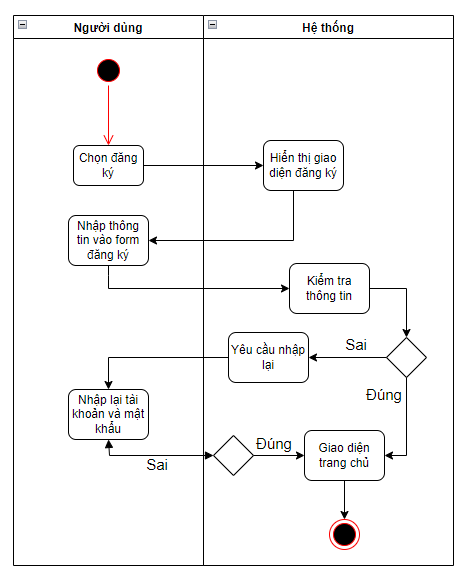 Người dùng
Hệ thống
Chọn đăng
ký
Hiển thị giao
diện đăng ký
Nhập thông
tin vào form
đăng ký
Kiểm tra
thông tin
Sai
Yêu cầu nhập
lại
Đúng
Nhập lại tài
khoản và mật
khẩu
Sai
Đúng
Giao diện
trang chủ